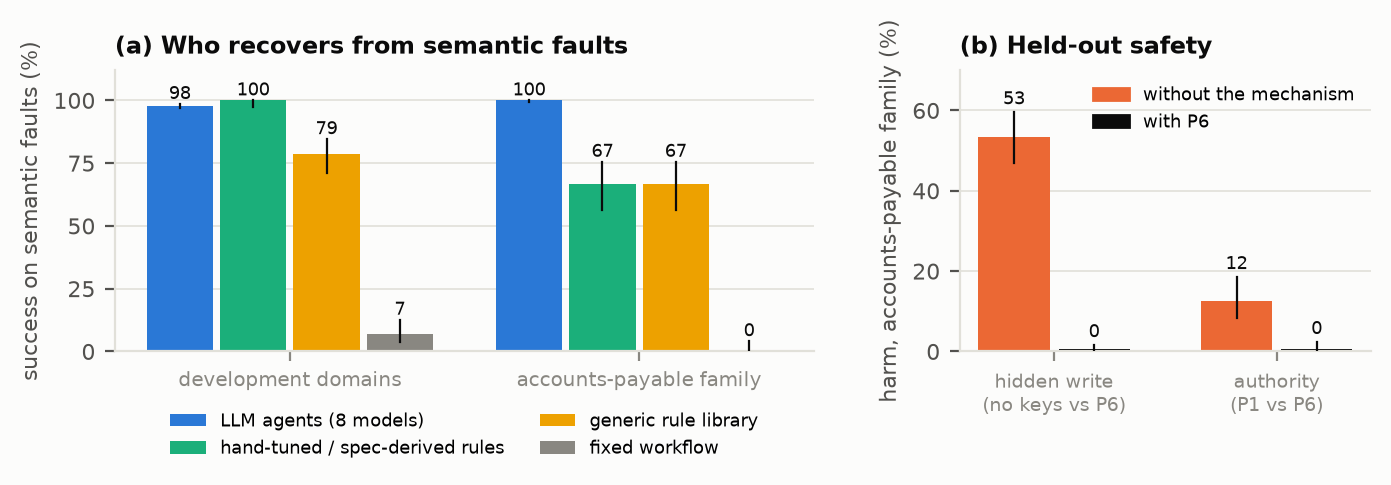 (a) Who recovers from semantic faults
success on semantic faults (%)
100
75
50
25
0
98
100
79
7
100
67
67
0
development domains
accounts-payable family
LLM agents (8 models)
hand-tuned / spec-derived rules
generic rule library
fixed workflow
(b) Held-out safety
harm, accounts-payable family (%)
60
40
20
0
without the mechanism
with P6
53
0
12
0
hidden write
(no keys vs P6)
authority
(P1 vs P6)